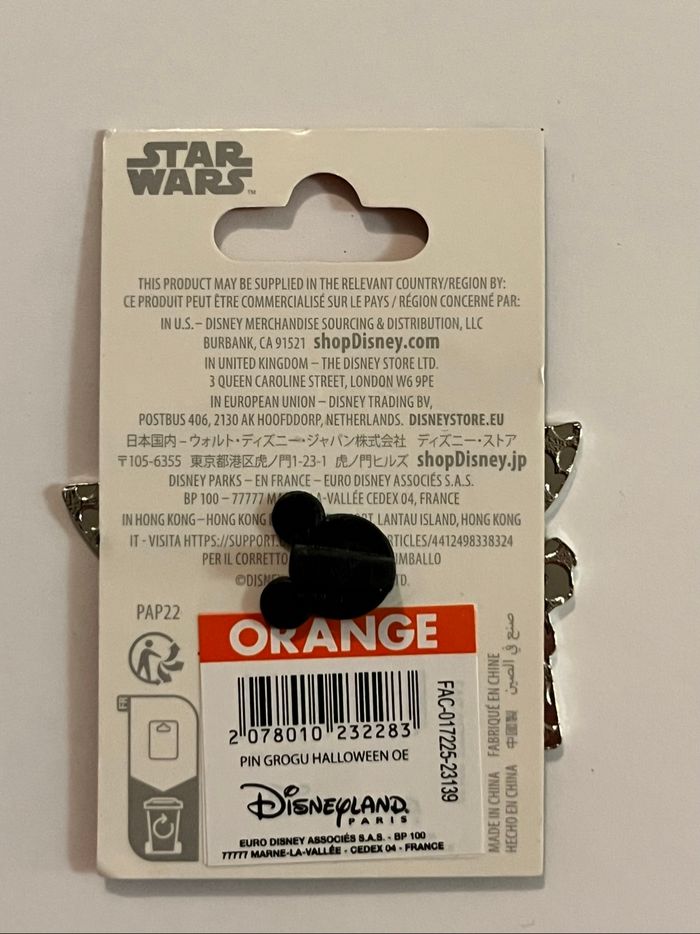 STAR
WARS™
THIS PRODUCT MAY BE SUPPLIED IN THE RELEVANT COUNTRY/REGION BY:
CE PRODUIT PEUT ÊTRE COMMERCIALISÉ SUR LE PAYS / RÉGION CONCERNÉ PAR:
IN U.S. – DISNEY MERCHANDISE SOURCING & DISTRIBUTION, LLC
BURBANK, CA 91521 shopDisney.com
IN UNITED KINGDOM – THE DISNEY STORE LTD.
3 QUEEN CAROLINE STREET, LONDON W6 9PE
IN EUROPEAN UNION – DISNEY TRADING BV,
POSTBUS 406, 2130 AK HOOFDDORP, NETHERLANDS. DISNEYSTORE.EU
日本国内 – ウォルト・ディズニー・ジャパン株式会社 ディズニー・ストア
〒105-6355 東京都港区虎ノ門1-23-1 虎ノ門ヒルズ shopDisney.jp
DISNEY PARKS – EN FRANCE – EURO DISNEY ASSOCIÉS S.A.S.
BP 100 – 77777 MA -LA-VALLÉE CEDEX 04, FRANCE
IN HONG KONG – HONG KONG LANTAU ISLAND, HONG KONG
IT - VISITA HTTPS://SUPPORT. RTICLES/4412498338324
PER IL CORRETTO IMBALLO
©DISNE LTD.
PAP22
FR
ORANGE
2 078010 232283
PIN GROGU HALLOWEEN OE
FAC-017225-23139
DISNEYLAND
PARIS
EURO DISNEY ASSOCIÉS S.A.S. - BP 100
77777 MARNE-LA-VALLÉE - CEDEX 04 - FRANCE
MADE IN CHINA FABRIQUÉ EN CHINE
HECHO EN CHINA 中國製 صنع في الصين